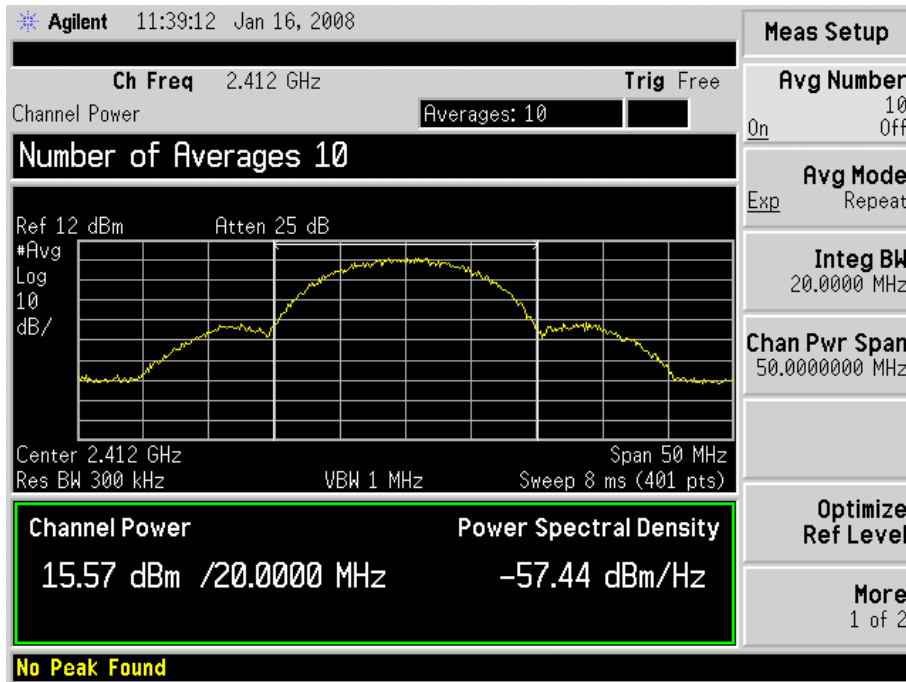 Agilent 11:39:12 Jan 16, 2008
Ch Freq 2.412 GHz Trig Free
Channel Power Averages: 10
Number of Averages 10
Ref 12 dBm Atten 25 dB
#Avg
Log
10
dB/
Center 2.412 GHz Span 50 MHz
Res BW 300 kHz VBW 1 MHz Sweep 8 ms (401 pts)
Channel Power Power Spectral Density
15.57 dBm /20.0000 MHz -57.44 dBm/Hz
No Peak Found
Meas Setup
Avg Number
10
On Off
Avg Mode
Exp Repeat
Integ BW
20.0000 MHz
Chan Pwr Span
50.0000000 MHz
Optimize
Ref Level
More
1 of 2